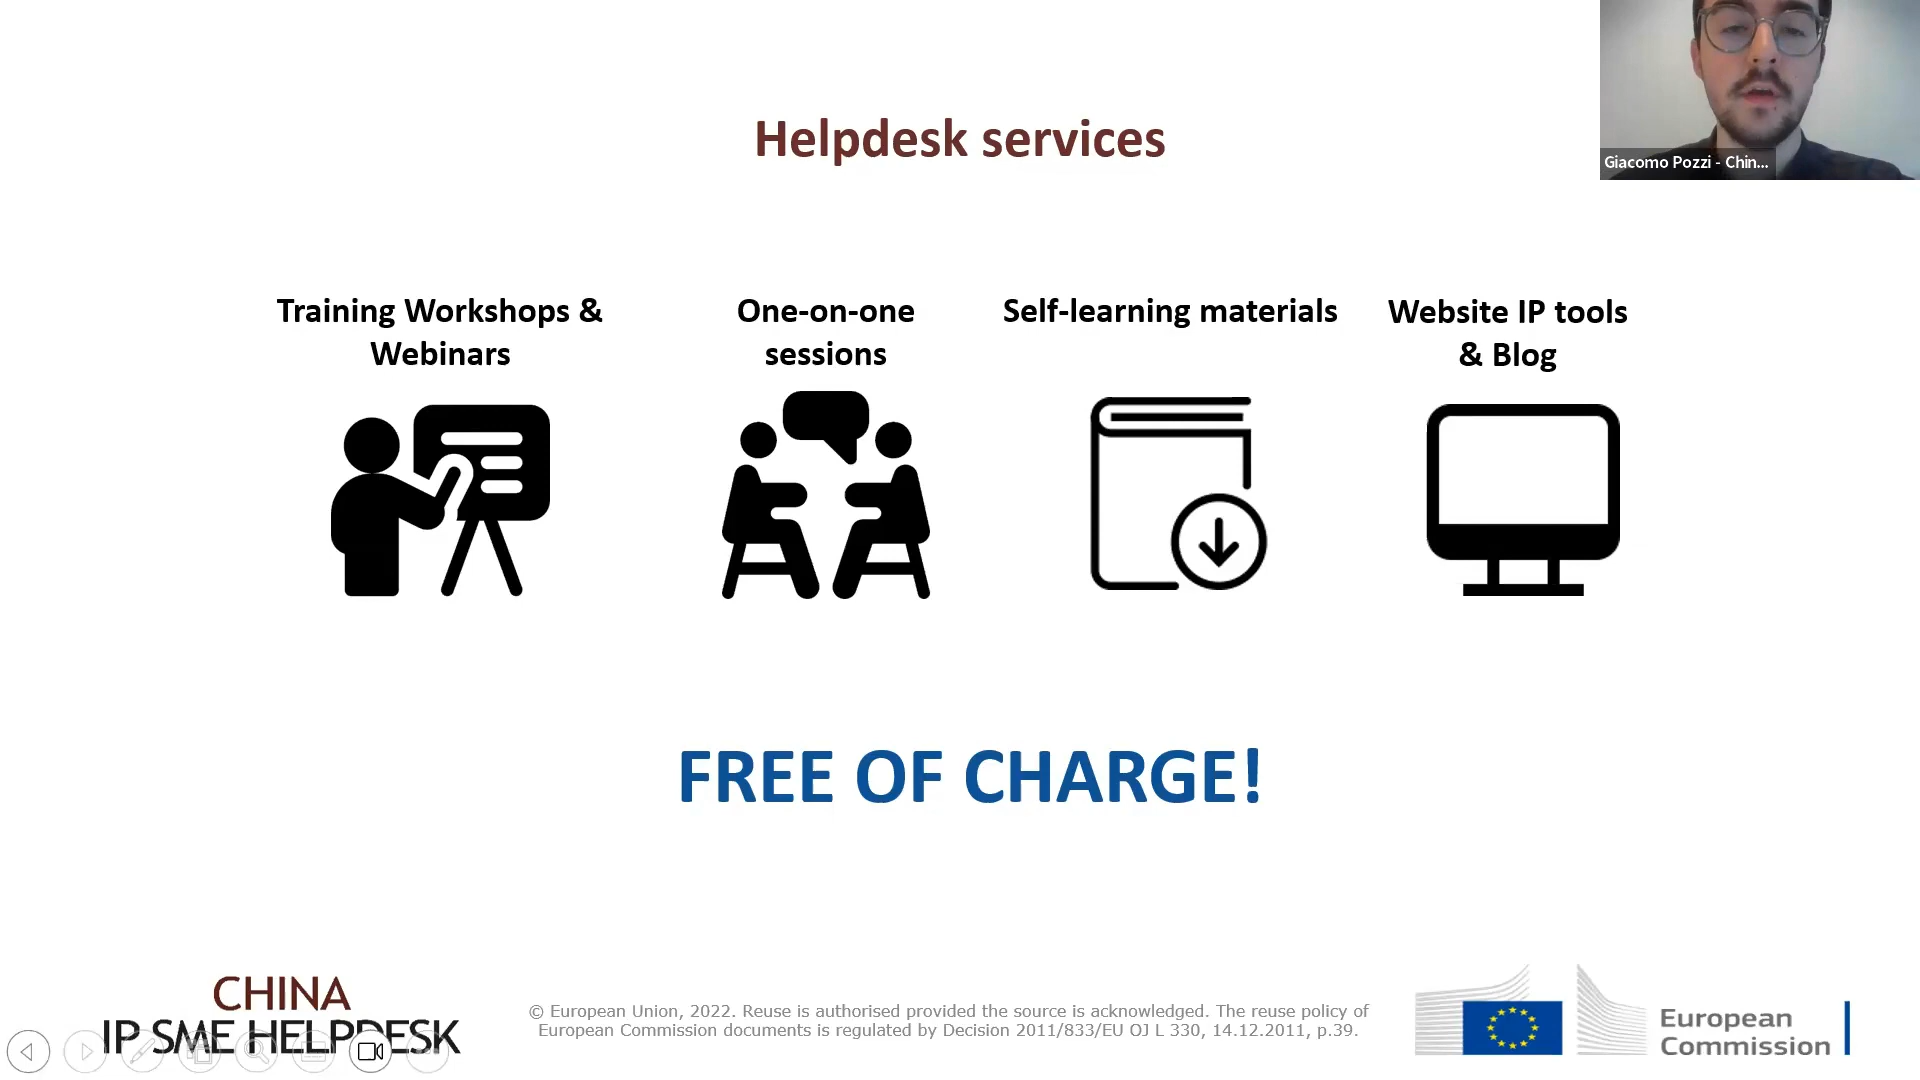 Helpdesk services
Giacomo Pozzi - Chin...
Training Workshops &
Webinars
One-on-one
sessions
Self-learning materials
Website IP tools
& Blog
FREE OF CHARGE!
CHINA
IP SME HELPDESK
© European Union, 2022. Reuse is authorised provided the source is acknowledged. The reuse policy of
European Commission documents is regulated by Decision 2011/833/EU OJ L 330, 14.12.2011, p.39.
European
Commission